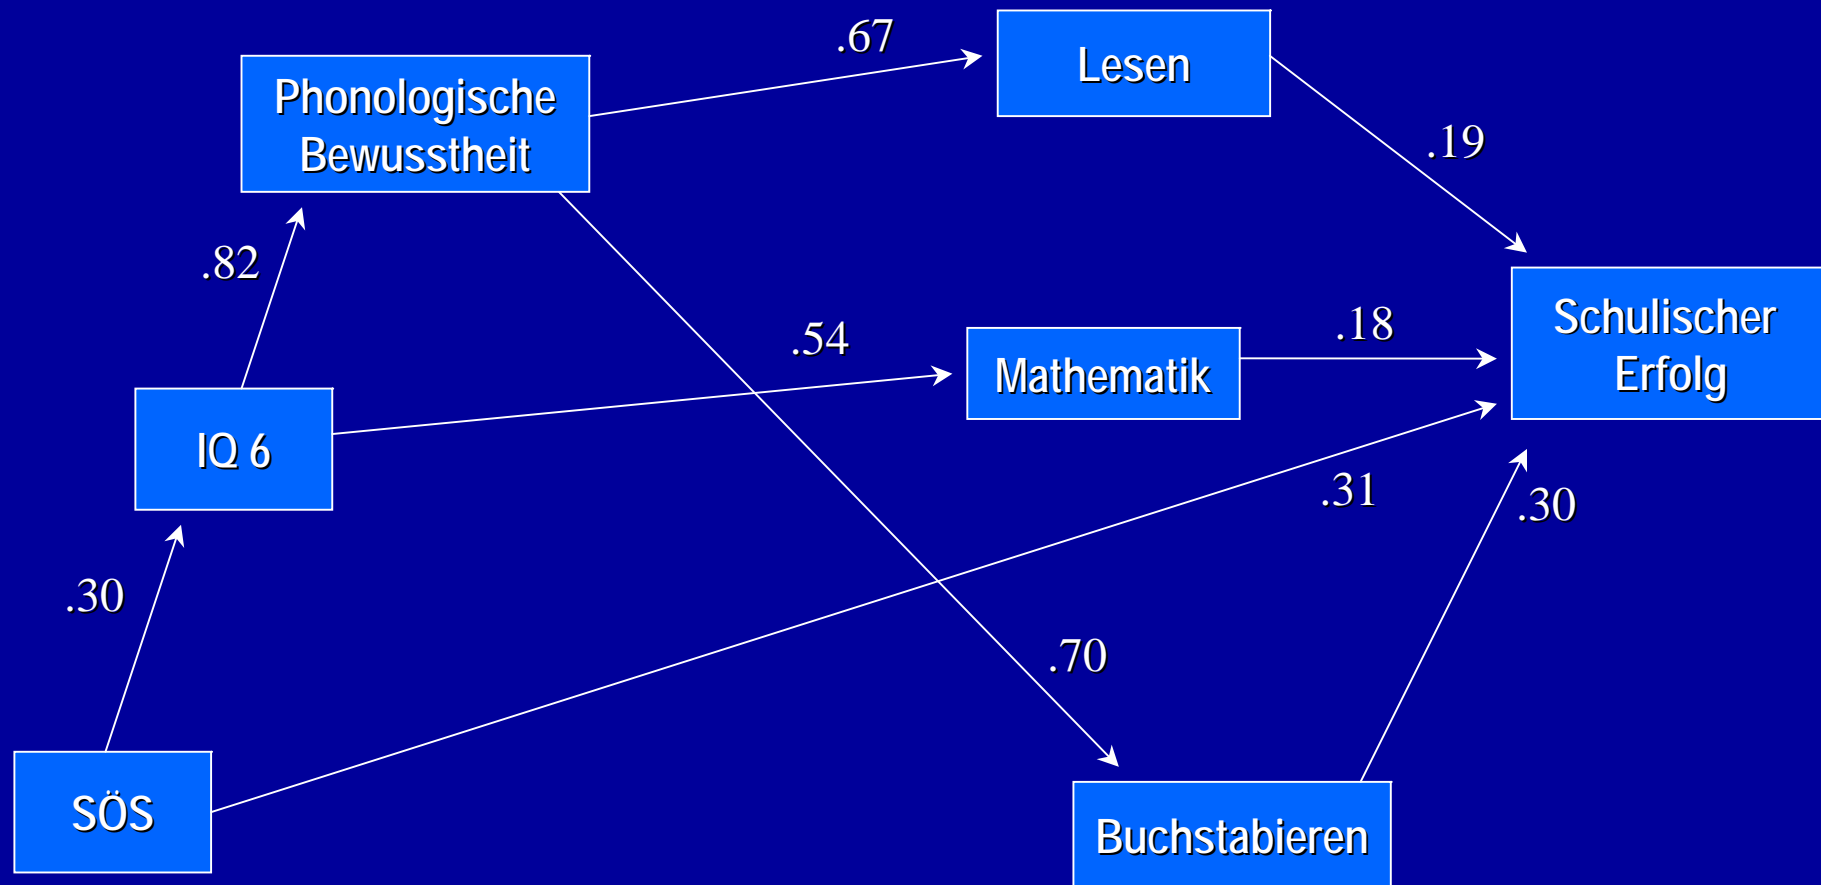 .67
Lesen
Phonologische
Bewusstheit
.19
.82
Schulischer
Erfolg
.54
.18
Mathematik
IQ 6
.31
.30
.30
.70
SÖS
Buchstabieren